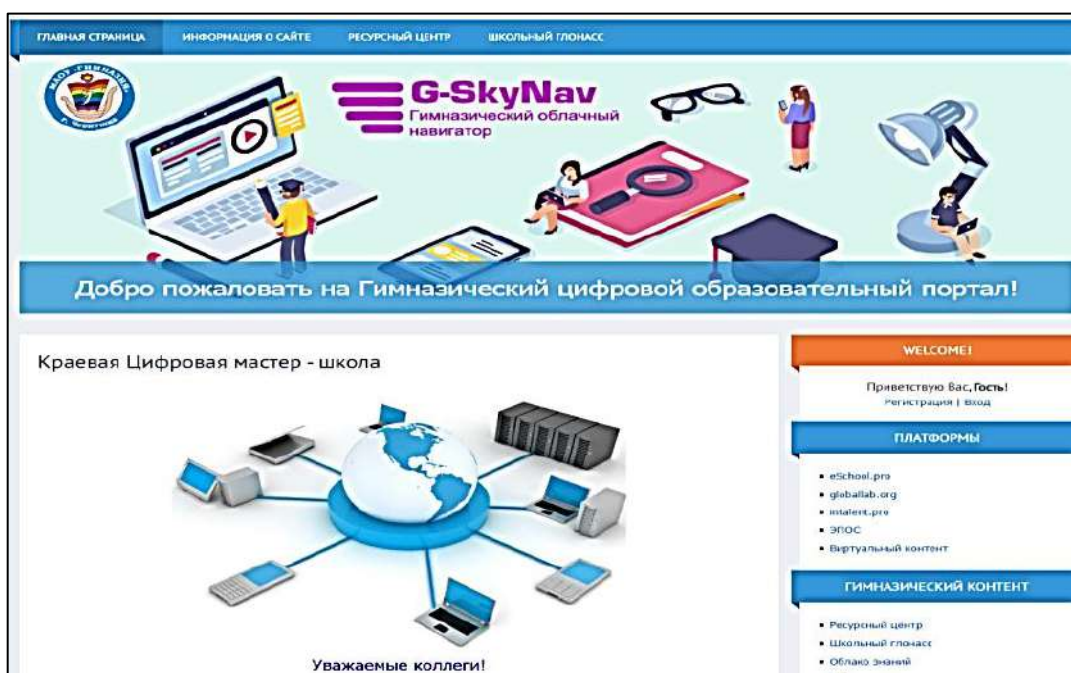 ГЛАВНАЯ СТРАНИЦА
ИНФОРМАЦИЯ О САЙТЕ
РЕСУРСНЫЙ ЦЕНТР
ШКОЛЬНЫЙ ГЛОНАСС
МАОУ "ГИМНАЗИЯ"
G-SkyNav
Гимназический облачный
навигатор
Добро пожаловать на Гимназический цифровой образовательный портал!
Краевая Цифровая мастер - школа
Уважаемые коллеги!
WELCOME!
Приветствую Вас, Гость!
Регистрация | Вход
ПЛАТФОРМЫ
eSchool.pro
globallab.org
intalent.pro
ЭПОС
Виртуальный контент
ГИМНАЗИЧЕСКИЙ КОНТЕНТ
Ресурсный центр
Школьный глонасс
Облако знаний